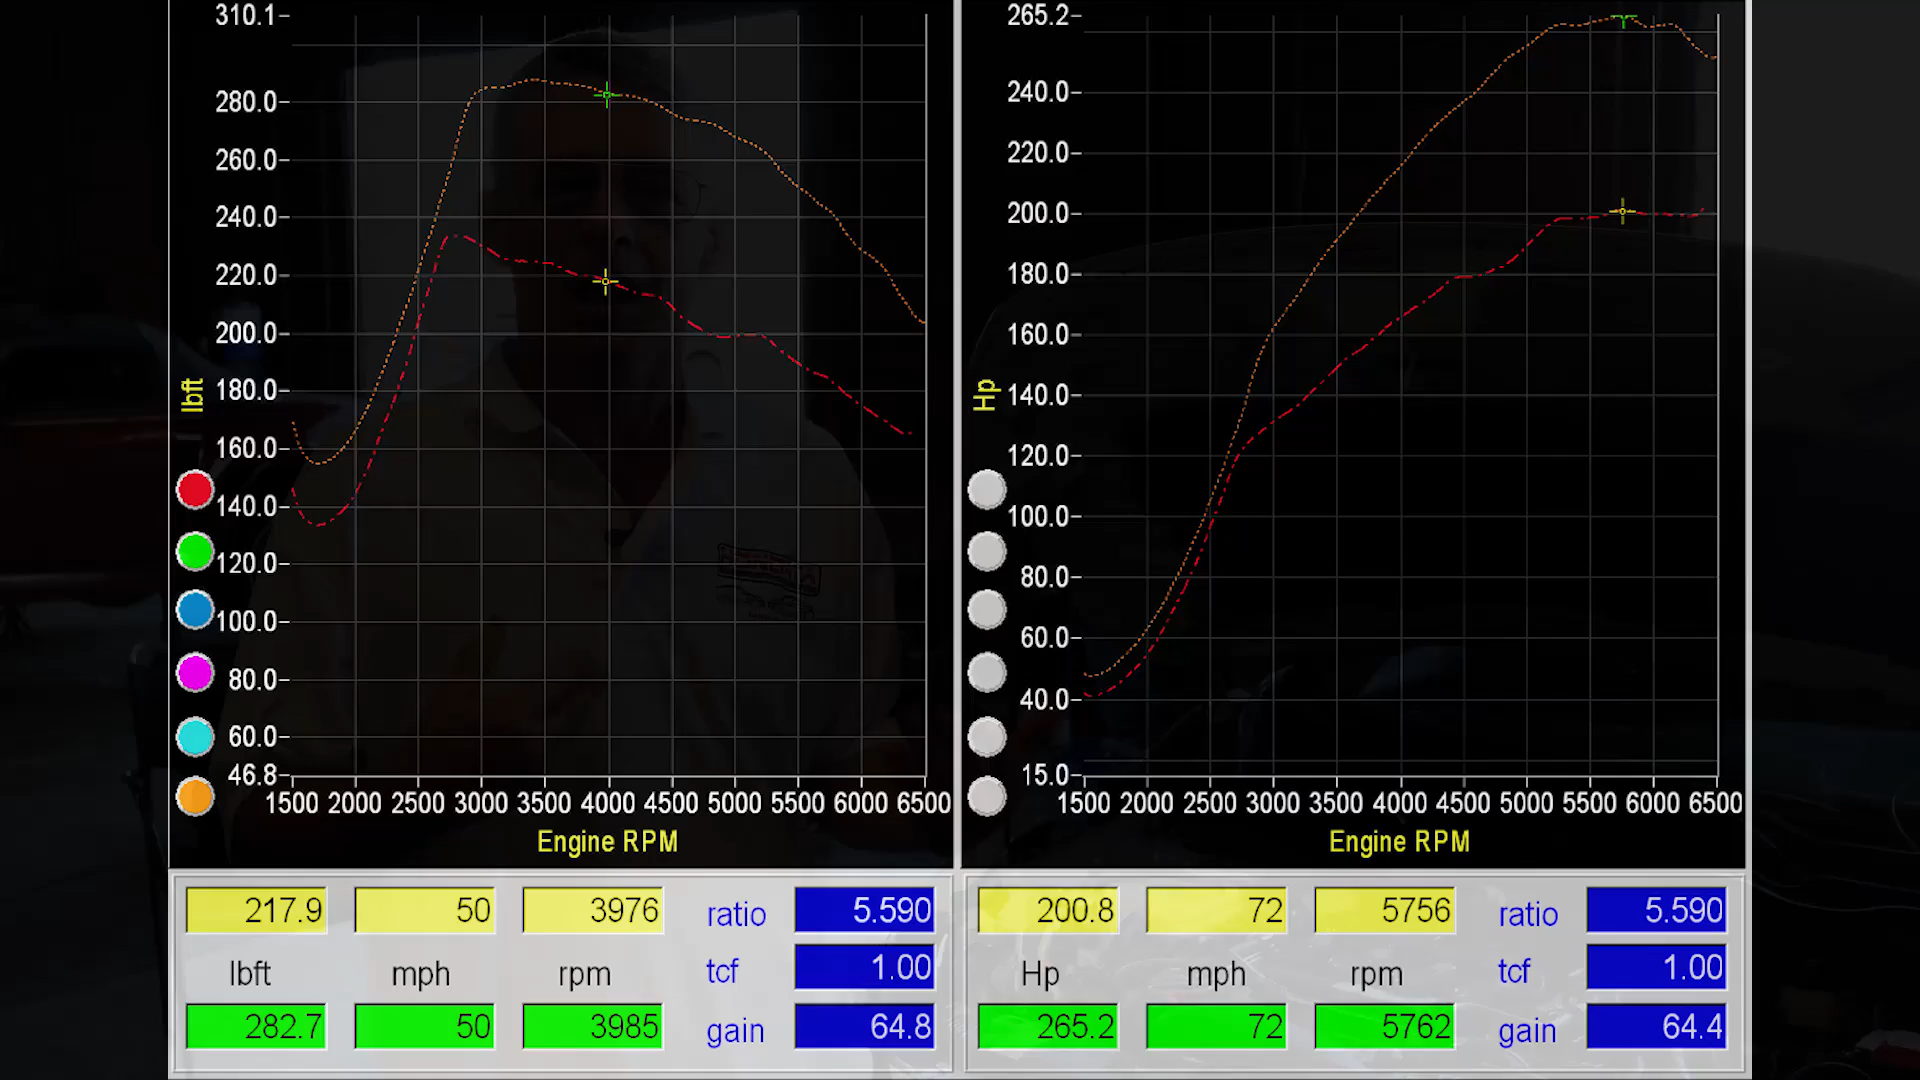 310.1
280.0
260.0
240.0
220.0
200.0
180.0
160.0
140.0
120.0
100.0
80.0
60.0
46.8
lbft
1500 2000 2500 3000 3500 4000 4500 5000 5500 6000 6500
Engine RPM
217.9 50 3976 ratio 5.590
lbft mph rpm tcf 1.00
282.7 50 3985 gain 64.8
265.2
240.0
220.0
200.0
180.0
160.0
140.0
120.0
100.0
80.0
60.0
40.0
15.0
Hp
1500 2000 2500 3000 3500 4000 4500 5000 5500 6000 6500
Engine RPM
200.8 72 5756 ratio 5.590
Hp mph rpm tcf 1.00
265.2 72 5762 gain 64.4